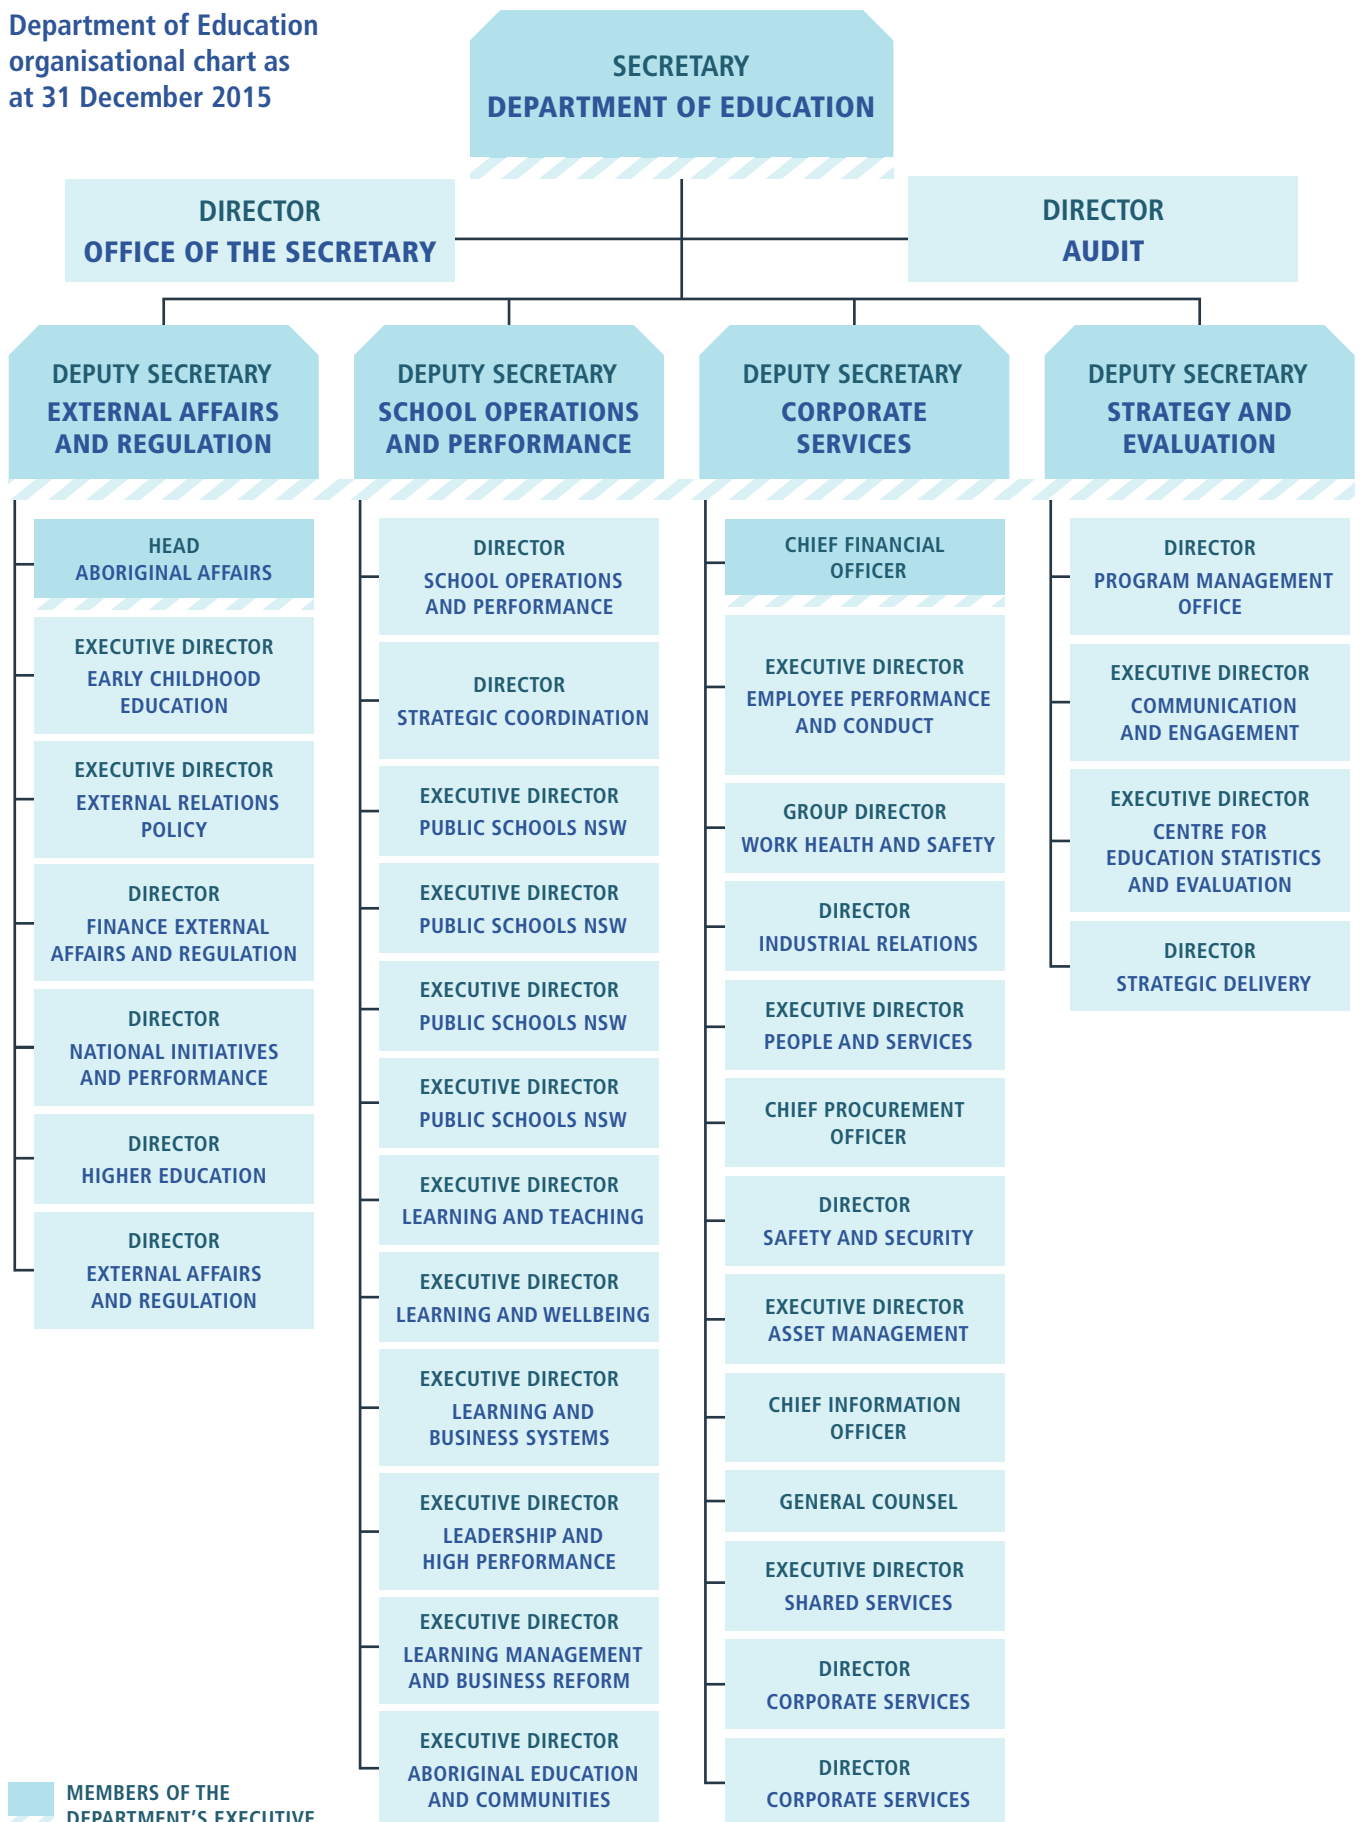 Department of Education
organisational chart as
at 31 December 2015
SECRETARY
DEPARTMENT OF EDUCATION
DIRECTOR
OFFICE OF THE SECRETARY
DIRECTOR
AUDIT
DEPUTY SECRETARY
EXTERNAL AFFAIRS
AND REGULATION
HEAD
ABORIGINAL AFFAIRS
EXECUTIVE DIRECTOR
EARLY CHILDHOOD
EDUCATION
EXECUTIVE DIRECTOR
EXTERNAL RELATIONS
POLICY
DIRECTOR
FINANCE EXTERNAL
AFFAIRS AND REGULATION
DIRECTOR
NATIONAL INITIATIVES
AND PERFORMANCE
DIRECTOR
HIGHER EDUCATION
DIRECTOR
EXTERNAL AFFAIRS
AND REGULATION
DEPUTY SECRETARY
SCHOOL OPERATIONS
AND PERFORMANCE
DIRECTOR
SCHOOL OPERATIONS
AND PERFORMANCE
DIRECTOR
STRATEGIC COORDINATION
EXECUTIVE DIRECTOR
PUBLIC SCHOOLS NSW
EXECUTIVE DIRECTOR
PUBLIC SCHOOLS NSW
EXECUTIVE DIRECTOR
PUBLIC SCHOOLS NSW
EXECUTIVE DIRECTOR
PUBLIC SCHOOLS NSW
EXECUTIVE DIRECTOR
LEARNING AND TEACHING
EXECUTIVE DIRECTOR
LEARNING AND WELLBEING
EXECUTIVE DIRECTOR
LEARNING AND
BUSINESS SYSTEMS
EXECUTIVE DIRECTOR
LEADERSHIP AND
HIGH PERFORMANCE
EXECUTIVE DIRECTOR
LEARNING MANAGEMENT
AND BUSINESS REFORM
EXECUTIVE DIRECTOR
ABORIGINAL EDUCATION
AND COMMUNITIES
DEPUTY SECRETARY
CORPORATE
SERVICES
CHIEF FINANCIAL
OFFICER
EXECUTIVE DIRECTOR
EMPLOYEE PERFORMANCE
AND CONDUCT
GROUP DIRECTOR
WORK HEALTH AND SAFETY
DIRECTOR
INDUSTRIAL RELATIONS
EXECUTIVE DIRECTOR
PEOPLE AND SERVICES
CHIEF PROCUREMENT
OFFICER
DIRECTOR
SAFETY AND SECURITY
EXECUTIVE DIRECTOR
ASSET MANAGEMENT
CHIEF INFORMATION
OFFICER
GENERAL COUNSEL
EXECUTIVE DIRECTOR
SHARED SERVICES
DIRECTOR
CORPORATE SERVICES
DIRECTOR
CORPORATE SERVICES
DEPUTY SECRETARY
STRATEGY AND
EVALUATION
DIRECTOR
PROGRAM MANAGEMENT
OFFICE
EXECUTIVE DIRECTOR
COMMUNICATION
AND ENGAGEMENT
EXECUTIVE DIRECTOR
CENTRE FOR
EDUCATION STATISTICS
AND EVALUATION
DIRECTOR
STRATEGIC DELIVERY
MEMBERS OF THE
DEPARTMENT'S EXECUTIVE